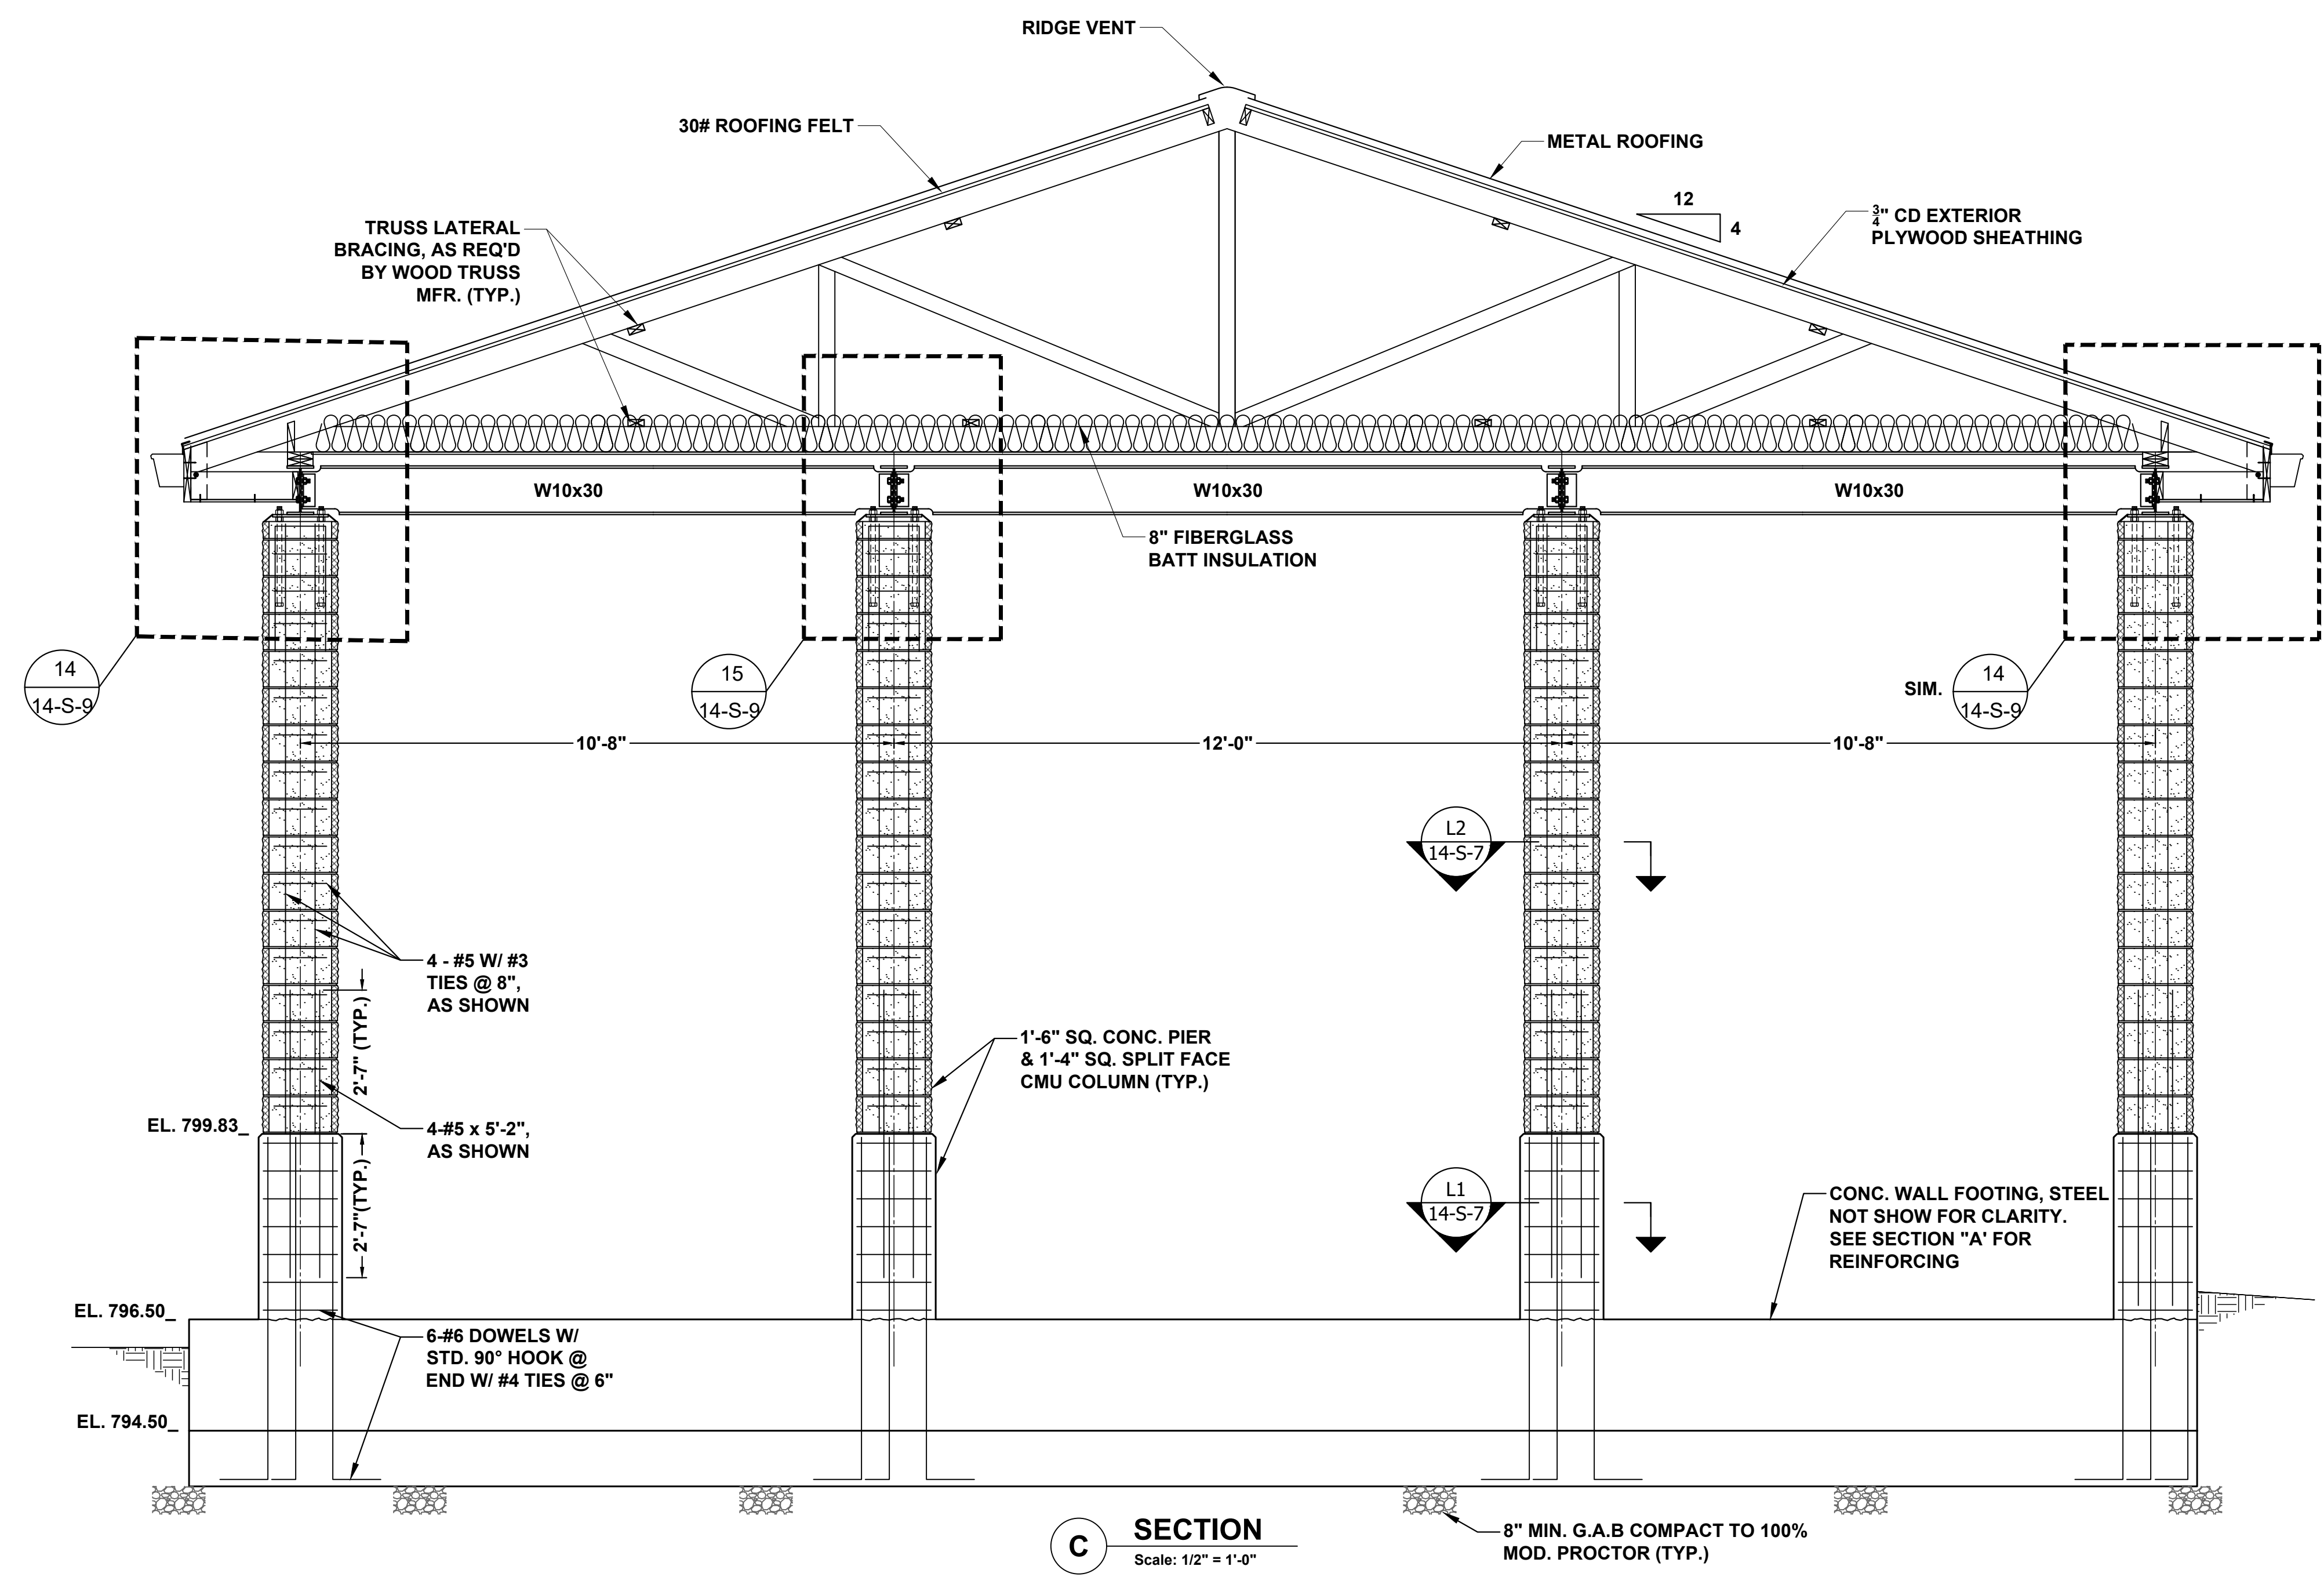 RIDGE VENT
30# ROOFING FELT
METAL ROOFING
12
4
3/4" CD EXTERIOR
PLYWOOD SHEATHING
TRUSS LATERAL
BRACING, AS REQ'D
BY WOOD TRUSS
MFR. (TYP.)
W10x30
W10x30
W10x30
8" FIBERGLASS
BATT INSULATION
14
14-S-9
15
14-S-9
SIM.
14
14-S-9
10'-8"
12'-0"
10'-8"
L2
14-S-7
4 - #5 W/ #3
TIES @ 8",
AS SHOWN
2'-7" (TYP.)
1'-6" SQ. CONC. PIER
& 1'-4" SQ. SPLIT FACE
CMU COLUMN (TYP.)
EL. 799.83
4-#5 x 5'-2",
AS SHOWN
2'-7"(TYP.)
L1
14-S-7
CONC. WALL FOOTING, STEEL
NOT SHOW FOR CLARITY.
SEE SECTION "A' FOR
REINFORCING
EL. 796.50
6-#6 DOWELS W/
STD. 90° HOOK @
END W/ #4 TIES @ 6"
EL. 794.50
C
SECTION
Scale: 1/2" = 1'-0"
8" MIN. G.A.B COMPACT TO 100%
MOD. PROCTOR (TYP.)